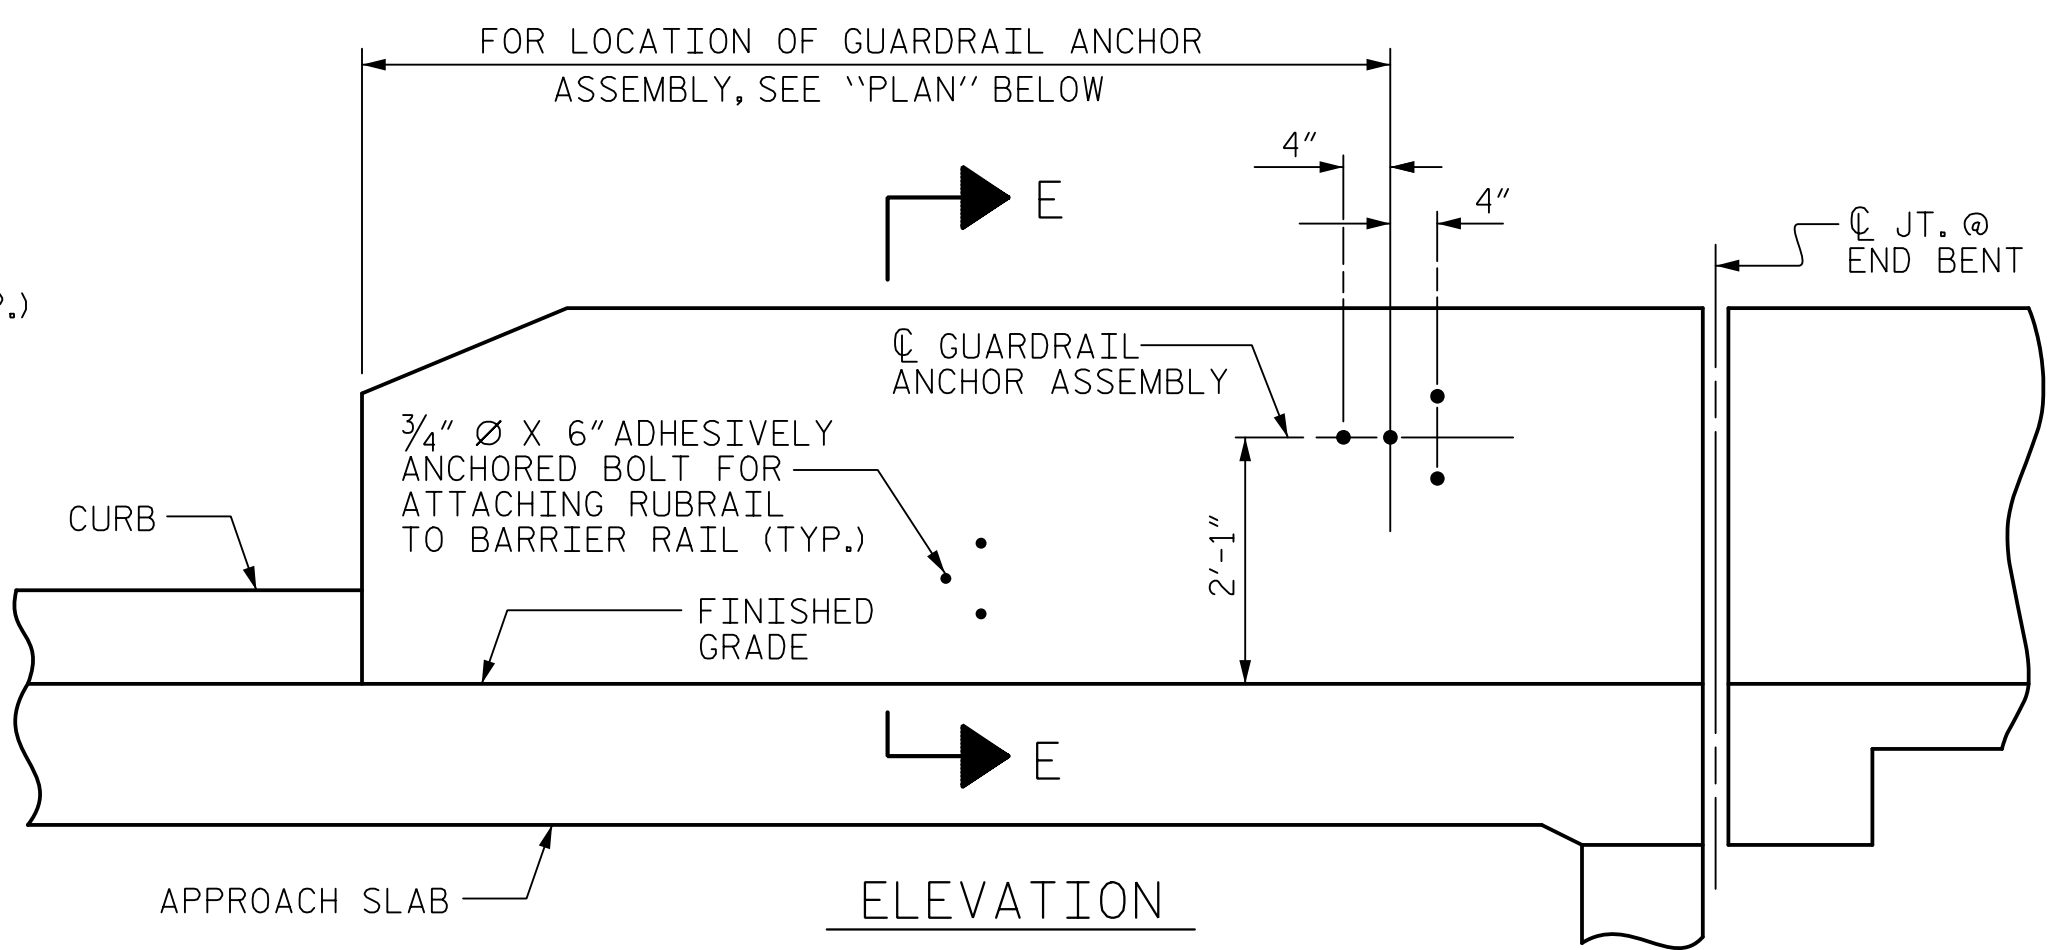 FOR LOCATION OF GUARDRAIL ANCHOR
ASSEMBLY, SEE ‶PLAN″ BELOW
4″
4″
E
℄ JT. @
END BENT
P.)
℄ GUARDRAIL
ANCHOR ASSEMBLY
3/4″ Ø X 6″ ADHESIVELY
ANCHORED BOLT FOR
ATTACHING RUBRAIL
TO BARRIER RAIL (TYP.)
CURB
2′-1″
FINISHED
GRADE
E
APPROACH SLAB
ELEVATION